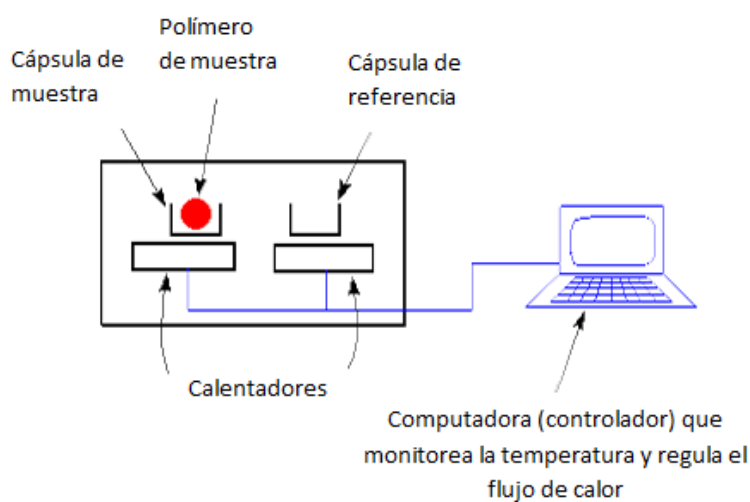 Polímero
de muestra
Cápsula de
muestra
Cápsula de
referencia
Calentadores
Computadora (controlador) que
monitorea la temperatura y regula el
flujo de calor